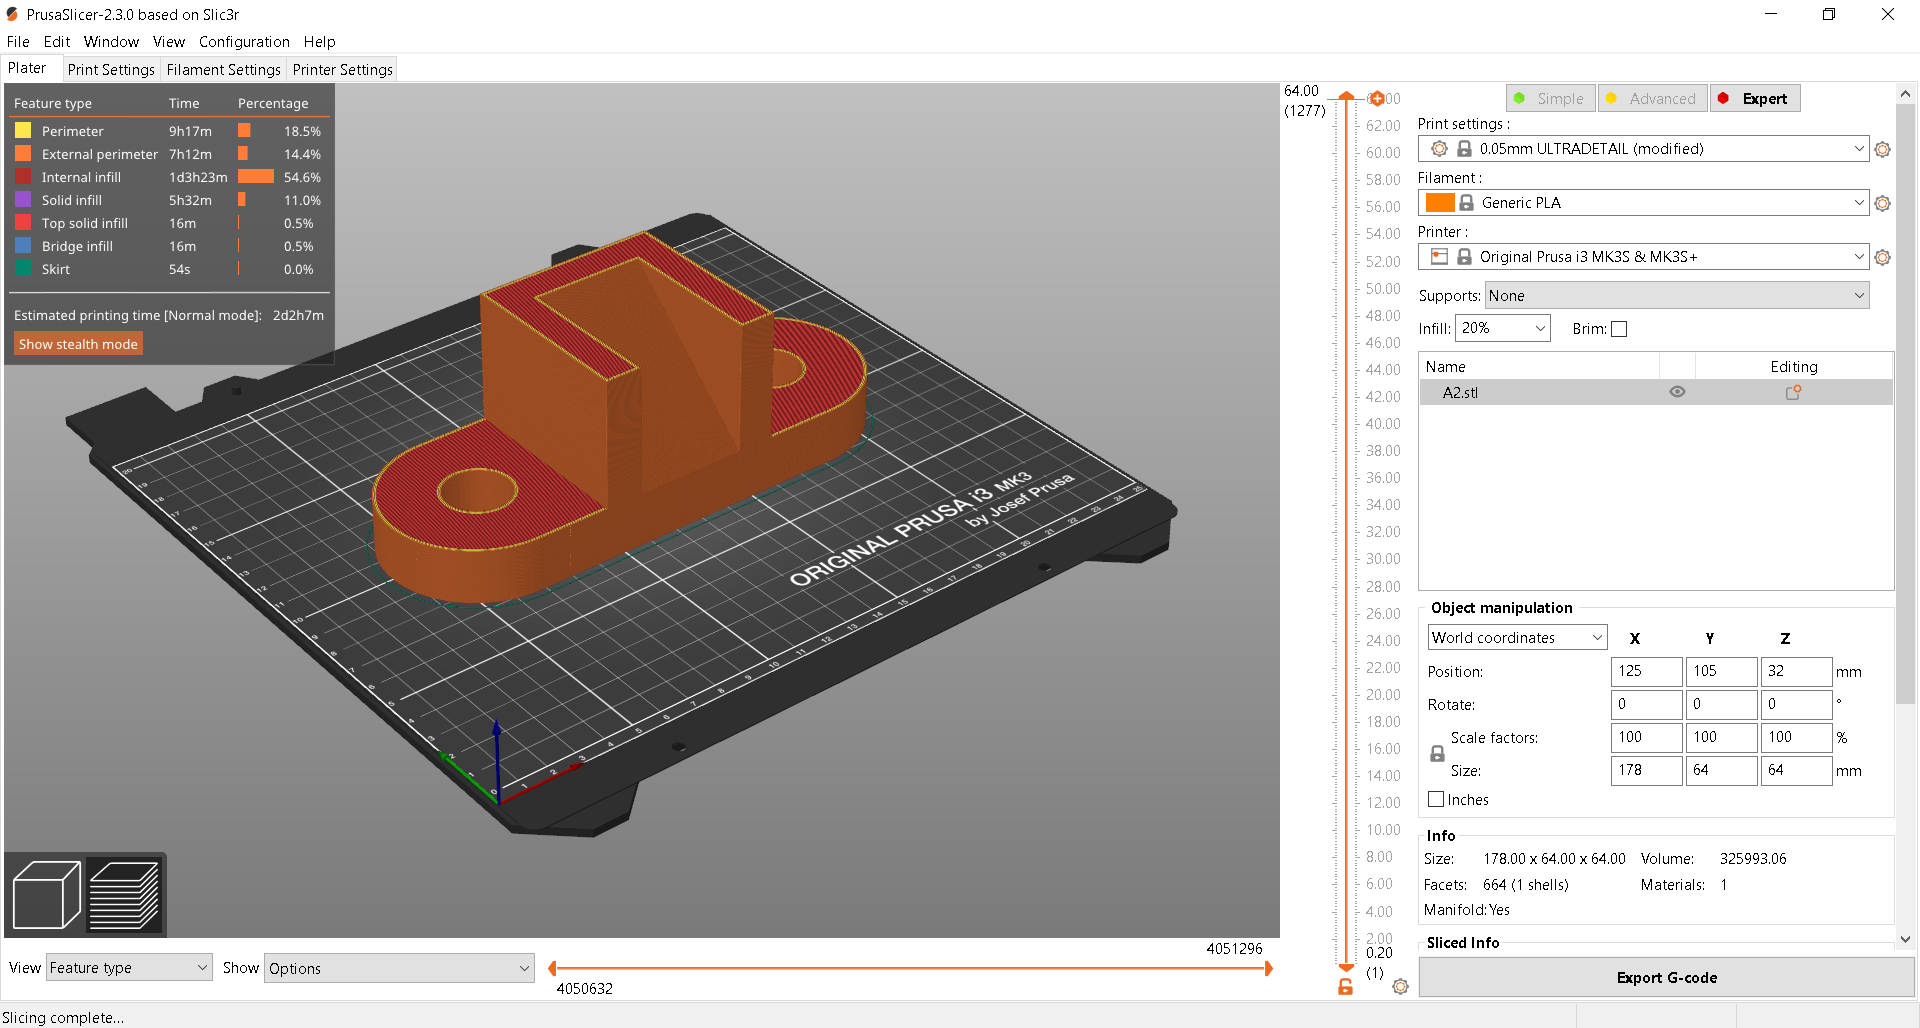 PrusaSlicer-2.3.0 based on Slic3r
File Edit Window View Configuration Help
Plater Print Settings Filament Settings Printer Settings
Feature type Time Percentage
Perimeter 9h17m 18.5%
External perimeter 7h12m 14.4%
Internal infill 1d3h23m 54.6%
Solid infill 5h32m 11.0%
Top solid infill 16m 0.5%
Bridge infill 16m 0.5%
Skirt 54s 0.0%
Estimated printing time [Normal mode]: 2d2h7m
Show stealth mode
ORIGINAL PRUSA i3 MK3
by Josef Prusa
64.00
(1277)
62.00
60.00
58.00
56.00
54.00
52.00
50.00
48.00
46.00
44.00
42.00
40.00
38.00
36.00
34.00
32.00
30.00
28.00
26.00
24.00
22.00
20.00
18.00
16.00
14.00
12.00
10.00
8.00
6.00
4.00
2.00
0.20
(1)
Simple Advanced Expert
Print settings :
0.05mm ULTRADETAIL (modified)
Filament :
Generic PLA
Printer :
Original Prusa i3 MK3S & MK3S+
Supports: None
Infill: 20% Brim:
Name Editing
A2.stl
Object manipulation
World coordinates X Y Z
Position: 125 105 32 mm
Rotate: 0 0 0 °
Scale factors: 100 100 100 %
Size: 178 64 64 mm
Inches
Info
Size: 178.00 x 64.00 x 64.00 Volume: 325993.06
Facets: 664 (1 shells) Materials: 1
Manifold: Yes
Sliced Info
Export G-code
4051296
View Feature type Show Options
4050632
Slicing complete...